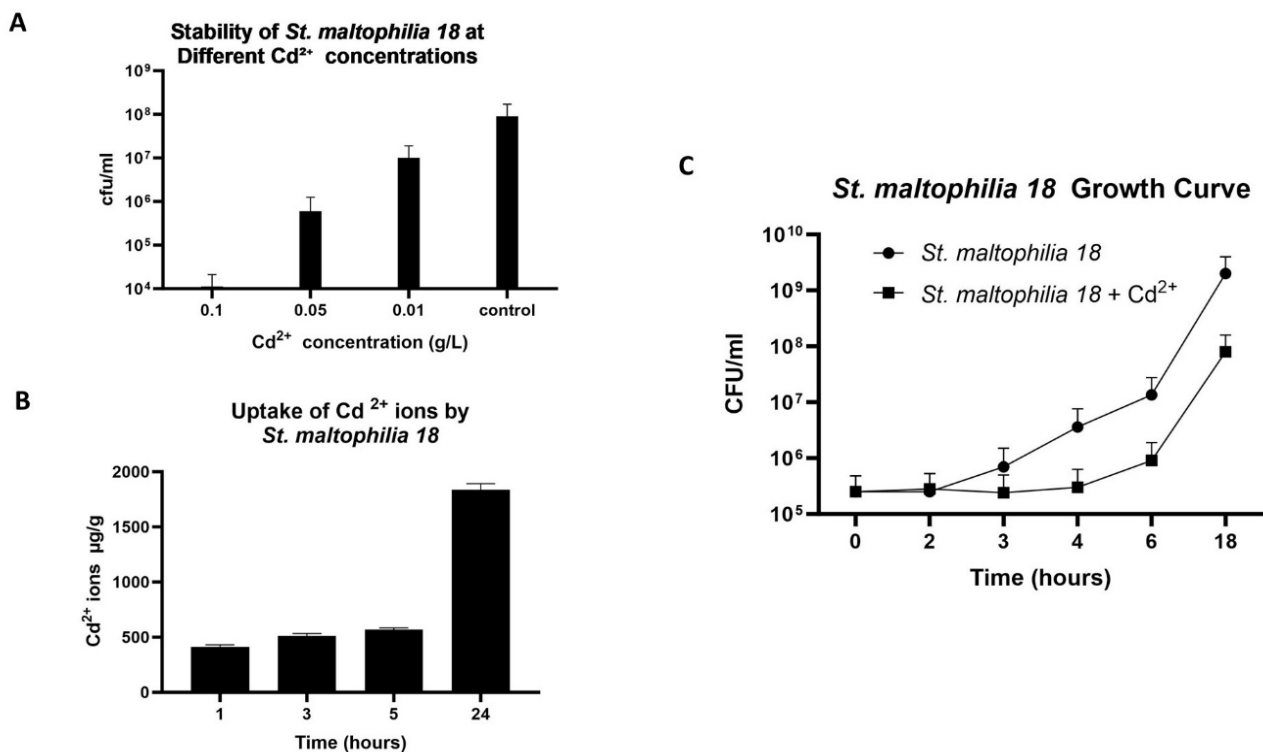 A
Stability of St. maltophilia 18 at
Different Cd²⁺ concentrations
10⁹
10⁸
10⁷
10⁶
10⁵
10⁴
cfu/ml
0.1 0.05 0.01 control
Cd²⁺ concentration (g/L)
B
Uptake of Cd ²⁺ ions by
St. maltophilia 18
2000
1500
1000
500
0
Cd²⁺ ions µg/g
1 3 5 24
Time (hours)
C
St. maltophilia 18 Growth Curve
10¹⁰
10⁹
10⁸
10⁷
10⁶
10⁵
CFU/ml
St. maltophilia 18
St. maltophilia 18 + Cd²⁺
0 2 3 4 6 18
Time (hours)